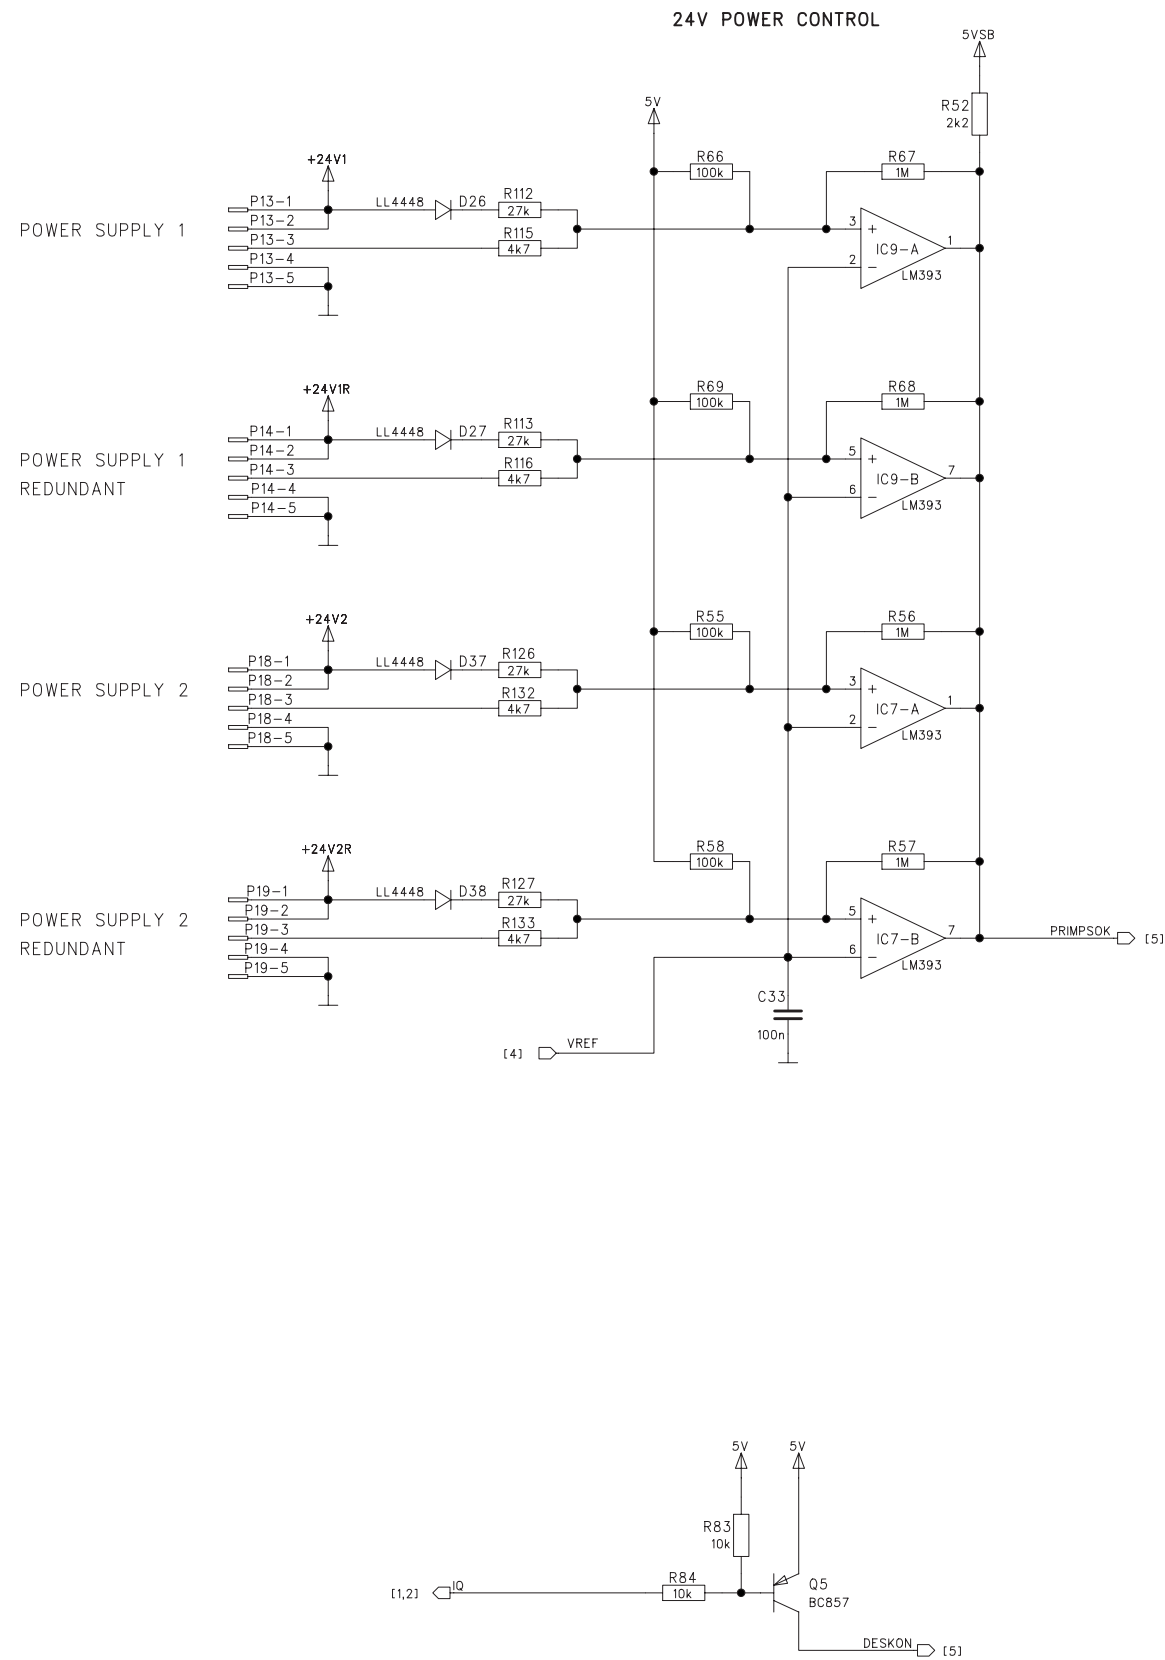 24V POWER CONTROL
5VSB
R52
2k2
5V
R66
100k
R67
1M
+24V1
POWER SUPPLY 1
P13-1
P13-2
P13-3
P13-4
P13-5
LL4448
D26
R112
27k
R115
4k7
3
+
2
−
IC9-A
1
LM393
+24V1R
R69
100k
R68
1M
POWER SUPPLY 1
REDUNDANT
P14-1
P14-2
P14-3
P14-4
P14-5
LL4448
D27
R113
27k
R116
4k7
5
+
6
−
IC9-B
7
LM393
+24V2
R55
100k
R56
1M
POWER SUPPLY 2
P18-1
P18-2
P18-3
P18-4
P18-5
LL4448
D37
R126
27k
R132
4k7
3
+
2
−
IC7-A
1
LM393
+24V2R
R58
100k
R57
1M
POWER SUPPLY 2
REDUNDANT
P19-1
P19-2
P19-3
P19-4
P19-5
LL4448
D38
R127
27k
R133
4k7
5
+
6
−
IC7-B
7
LM393
PRIMPSOK
[5]
C33
100n
[4]
VREF
5V
5V
R83
10k
[1,2]
IQ
R84
10k
Q5
BC857
DESKON
[5]